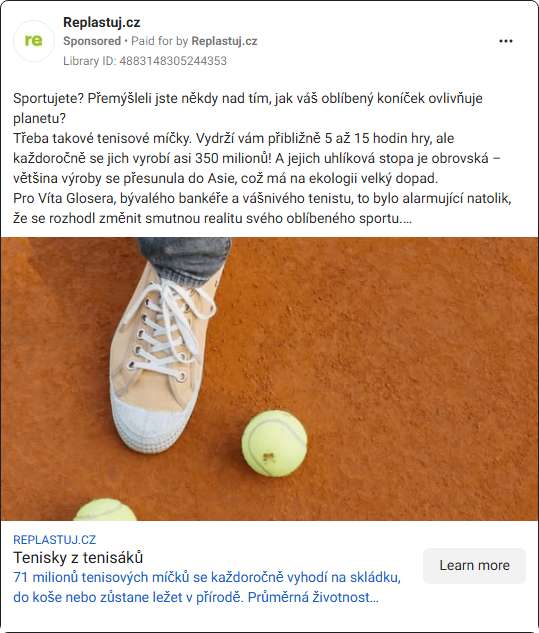 Replastuj.cz
re
Sponsored • Paid for by Replastuj.cz
Library ID: 4883148305244353
Sportujete? Přemýšleli jste někdy nad tím, jak váš oblíbený koníček ovlivňuje
planetu?
Třeba takové tenisové míčky. Vydrží vám přibližně 5 až 15 hodin hry, ale
každoročně se jich vyrobí asi 350 milionů! A jejich uhlíková stopa je obrovská –
většina výroby se přesunula do Asie, což má na ekologii velký dopad.
Pro Víta Glosera, bývalého bankéře a vášnivého tenistu, to bylo alarmující natolik,
že se rozhodl změnit smutnou realitu svého oblíbeného sportu....
REPLASTUJ.CZ
Tenisky z tenisáků
71 milionů tenisových míčků se každoročně vyhodí na skládku,
do koše nebo zůstane ležet v přírodě. Průměrná životnost...
Learn more